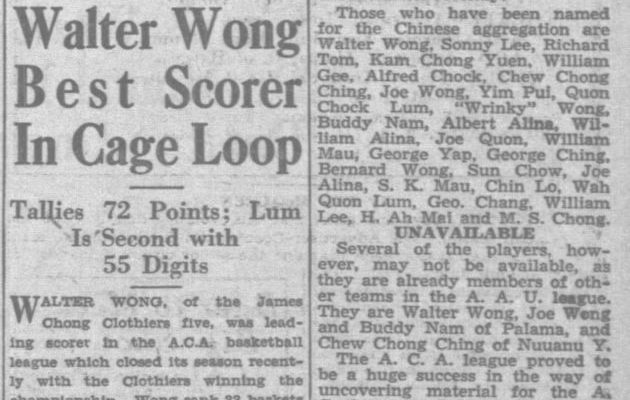 Walter Wong
Best Scorer
In Cage Loop
Tallies 72 Points; Lum
Is Second with
55 Digits
WALTER WONG, of the James
Chong Clothiers five, was lead-
ing scorer in the A.C.A. basketball
league which closed its season recent-
ly with the Clothiers winning the
championship. Wong sank 32 baskets
Those who have been named
for the Chinese aggregation are
Walter Wong, Sonny Lee, Richard
Tom, Kam Chong Yuen, William
Gee, Alfred Chock, Chew Chong
Ching, Joe Wong, Yim Pui, Quon
Chock Lum, "Wrinky" Wong,
Buddy Nam, Albert Alina, Wil-
liam Alina, Joe Quon, William
Mau, George Yap, George Ching,
Bernard Wong, Sun Chow, Joe
Alina, S. K. Mau, Chin Lo, Wah
Quon Lum, Geo. Chang, William
Lee, H. Ah Mai and M. S. Chong.
UNAVAILABLE
Several of the players, how-
ever, may not be available, as
they are already members of oth-
er teams in the A. A. U. league.
They are Walter Wong, Joe Wong
and Buddy Nam of Palama, and
Chew Chong Ching of Nuuanu Y.
The A. C. A. league proved to
be a huge success in the way of
uncovering material for the A.